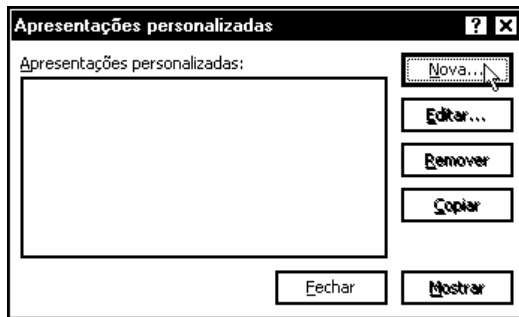 Apresentações personalizadas
Apresentações personalizadas:
Nova...
Editar...
Remover
Copiar
Fechar
Mostrar